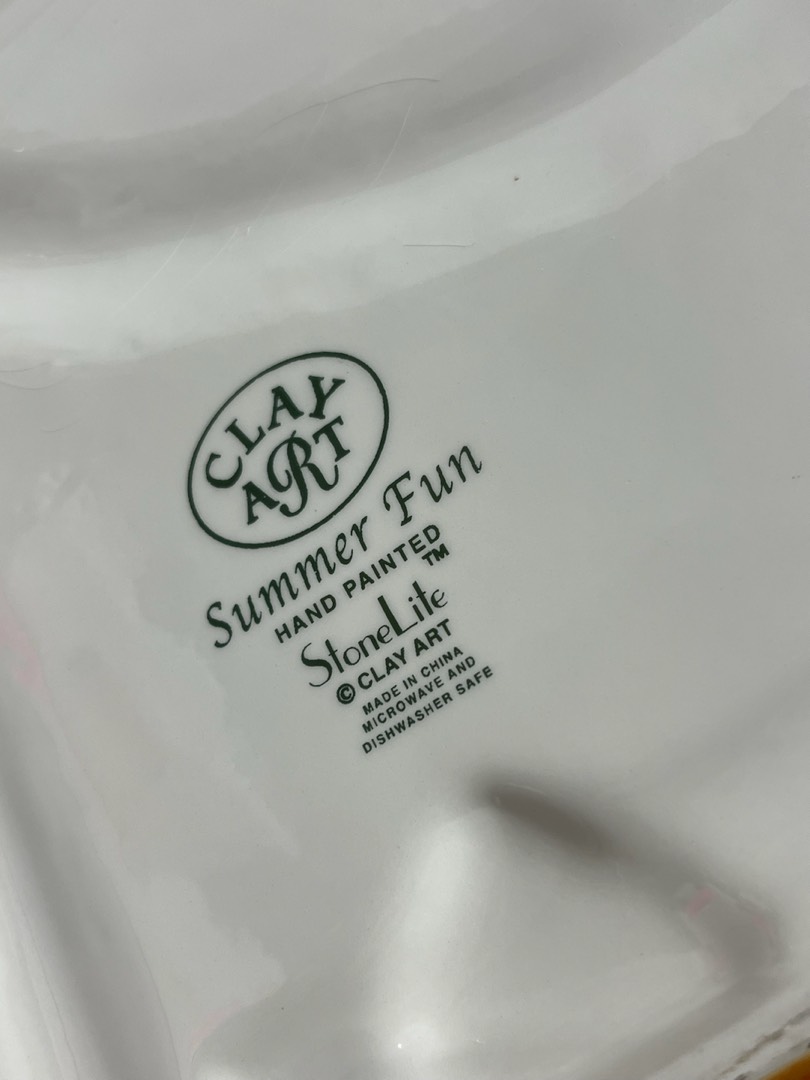 CLAY
ART
Summer Fun
HAND PAINTED
StoneLite™
© CLAY ART
MADE IN CHINA
MICROWAVE AND
DISHWASHER SAFE